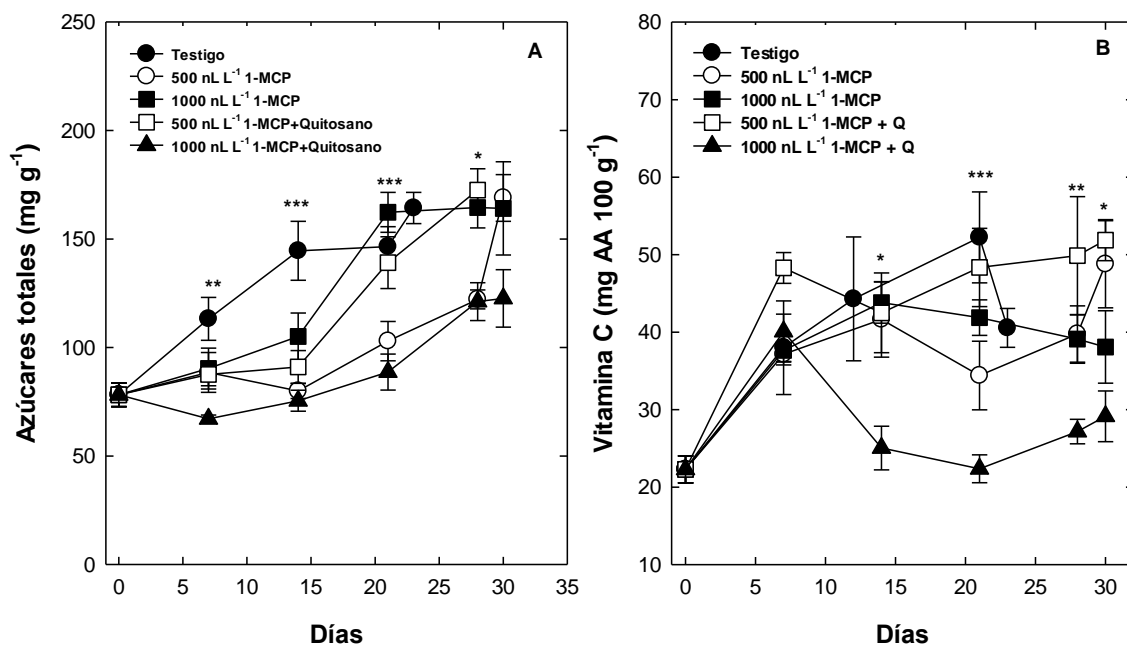 A
Testigo
500 nL L⁻¹ 1-MCP
1000 nL L⁻¹ 1-MCP
500 nL L⁻¹ 1-MCP+Quitosano
1000 nL L⁻¹ 1-MCP+Quitosano
Azúcares totales (mg g⁻¹)
250
200
150
100
50
0
**
***
***
*
0 5 10 15 20 25 30 35
Días
B
Testigo
500 nL L⁻¹ 1-MCP
1000 nL L⁻¹ 1-MCP
500 nL L⁻¹ 1-MCP + Q
1000 nL L⁻¹ 1-MCP + Q
Vitamina C (mg AA 100 g⁻¹)
80
70
60
50
40
30
20
10
*
***
**
*
0 5 10 15 20 25 30
Días